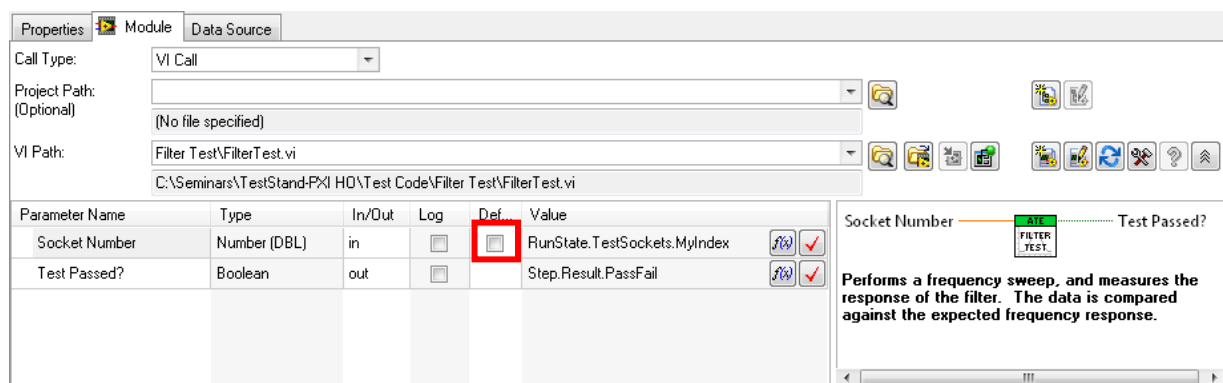 Properties Module Data Source
Call Type: VI Call
Project Path:
(Optional)
(No file specified)
VI Path: Filter Test\FilterTest.vi
C:\Seminars\TestStand-PXI HO\Test Code\Filter Test\FilterTest.vi
Parameter Name Type In/Out Log Def... Value
Socket Number Number (DBL) in RunState.TestSockets.MyIndex f(x)
Test Passed? Boolean out Step.Result.PassFail f(x)
Socket Number ATE Test Passed?
FILTER
TEST
Performs a frequency sweep, and measures the
response of the filter. The data is compared
against the expected frequency response.